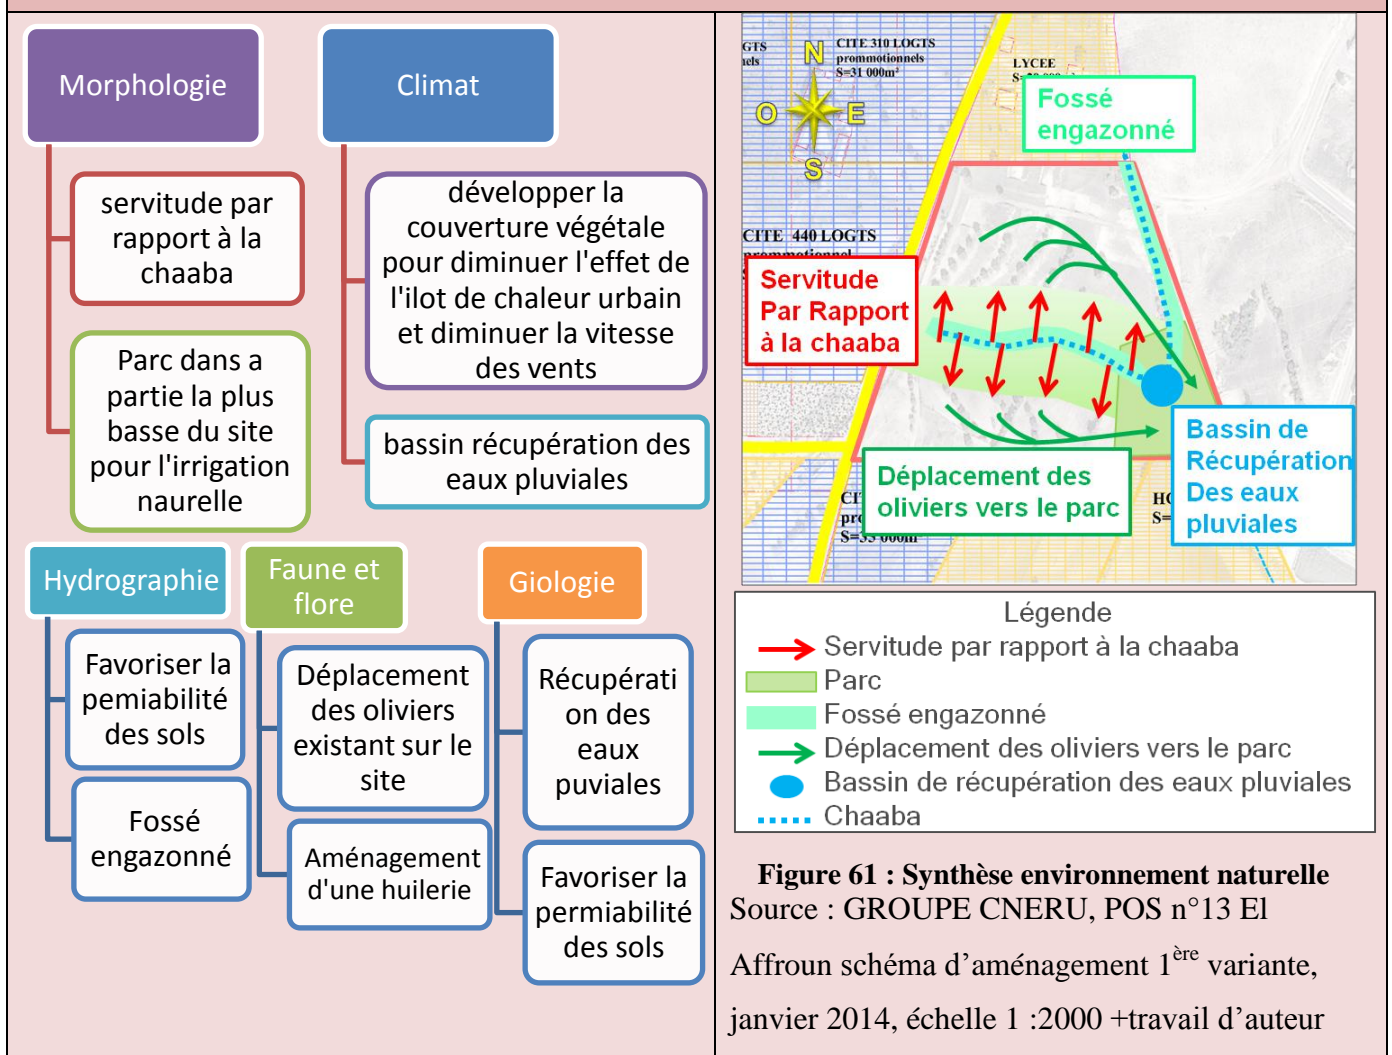 Morphologie
servitude par
rapport à la
chaaba
Parc dans a
partie la plus
basse du site
pour l'irrigation
naurelle
Climat
développer la
couverture végétale
pour diminuer l'effet de
l'ilot de chaleur urbain
et diminuer la vitesse
des vents
bassin récupération des
eaux pluviales
Hydrographie
Favoriser la
pemiabilité
des sols
Fossé
engazonné
Faune et
flore
Déplacement
des oliviers
existant sur le
site
Aménagement
d'une huilerie
Giologie
Récupérati
on des
eaux
puviales
Favoriser la
permiabilité
des sols
GTS
N
O
E
S
CITE 310 LOGTS
prommotionnels
S=31 000m²
LYCEE
Fossé
engazonné
CITE 440 LOGTS
prommotionnel
Servitude
Par Rapport
à la chaaba
Déplacement des
oliviers vers le parc
Bassin de
Récupération
Des eaux
pluviales
Légende
Servitude par rapport à la chaaba
Parc
Fossé engazonné
Déplacement des oliviers vers le parc
Bassin de récupération des eaux pluviales
Chaaba
Figure 61 : Synthèse environnement naturelle
Source : GROUPE CNERU, POS n°13 El
Affroun schéma d’aménagement 1ère variante,
janvier 2014, échelle 1 :2000 +travail d’auteur